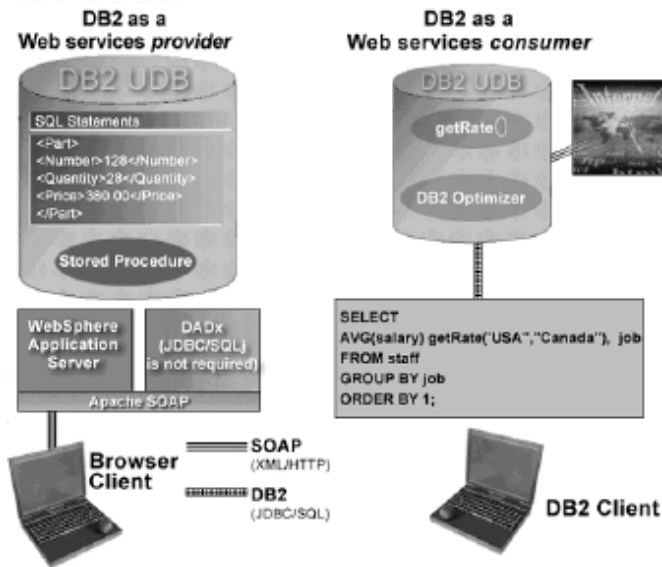 DB2 as a
Web services provider
DB2 UDB
SQL Statements
<Part>
<Number>128</Number>
<Quantity>28</Quantity>
<Price>380.00</Price>
</Part>
Stored Procedure
WebSphere
Application
Server
DADx
(JDBC/SQLj
is not required)
Apache SOAP
Browser
Client
SOAP
(XML/HTTP)
DB2
(JDBC/SQL)
DB2 as a
Web services consumer
DB2 UDB
getRate()
DB2 Optimizer
Internet
SELECT
AVG(salary) getRate("USA","Canada"), job
FROM staff
GROUP BY job
ORDER BY 1;
DB2 Client